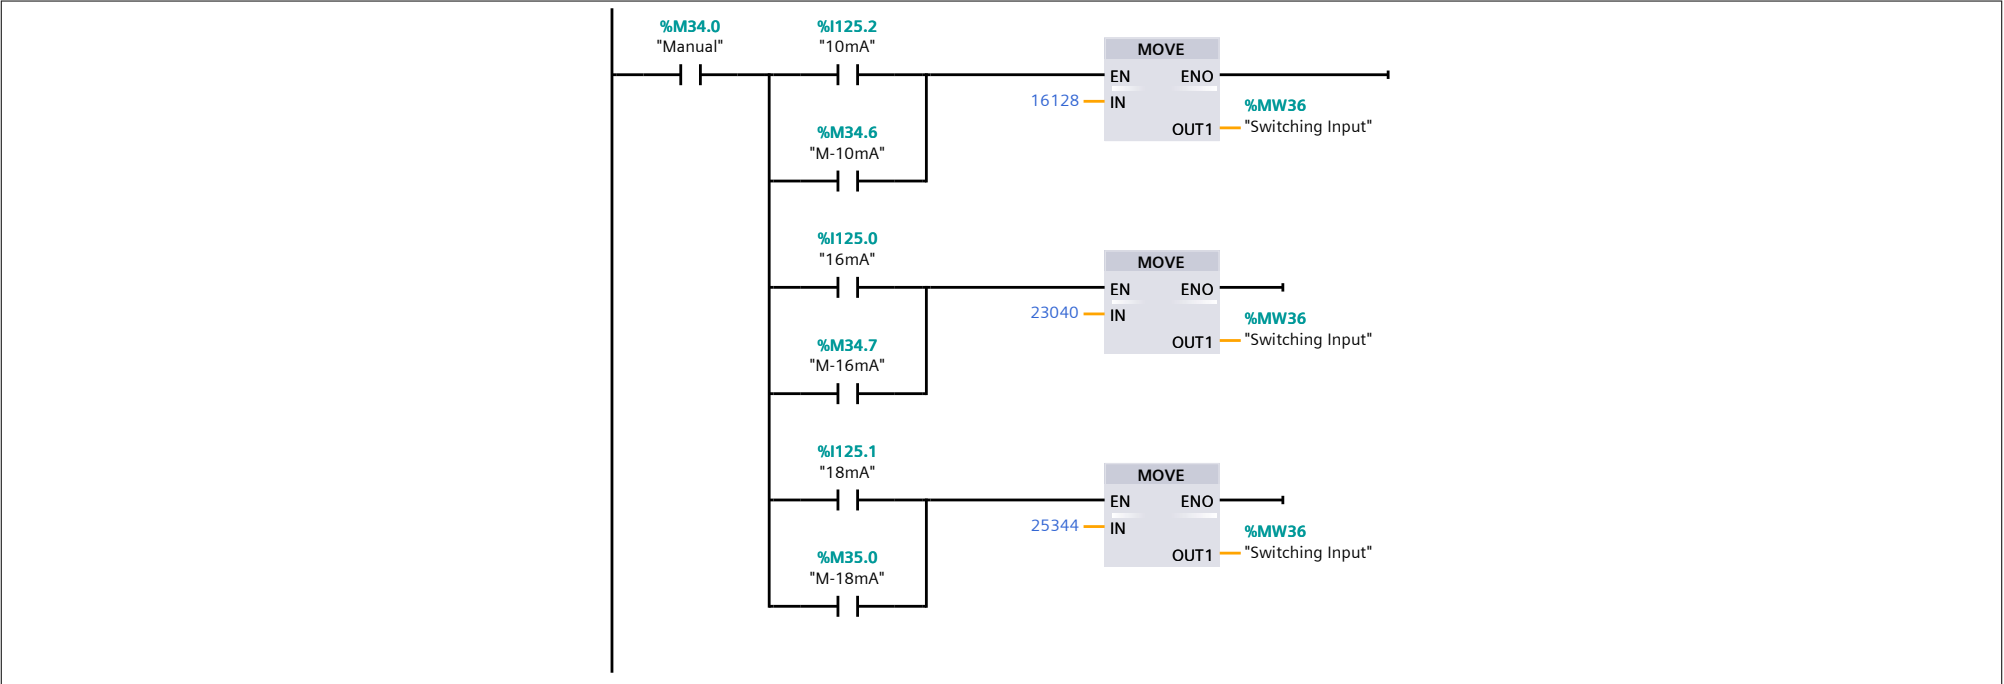 %M34.0
"Manual"
%I125.2
"10mA"
MOVE
EN ENO
16128 IN
%MW36
OUT1 "Switching Input"
%M34.6
"M-10mA"
%I125.0
"16mA"
MOVE
EN ENO
23040 IN
%MW36
OUT1 "Switching Input"
%M34.7
"M-16mA"
%I125.1
"18mA"
MOVE
EN ENO
25344 IN
%MW36
OUT1 "Switching Input"
%M35.0
"M-18mA"